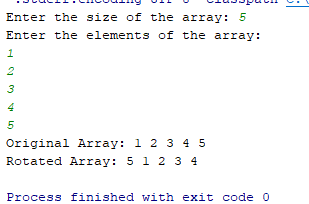 Enter the size of the array: 5
Enter the elements of the array:
1
2
3
4
5
Original Array: 1 2 3 4 5
Rotated Array: 5 1 2 3 4
Process finished with exit code 0